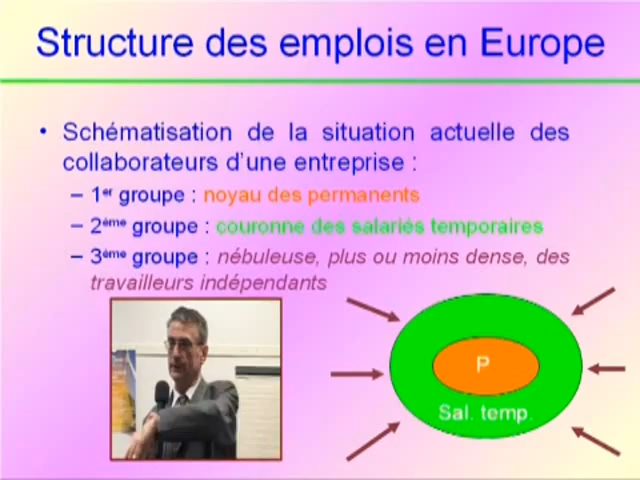 Structure des emplois en Europe
• Schématisation de la situation actuelle des
collaborateurs d'une entreprise :
– 1er groupe : noyau des permanents
– 2ème groupe : couronne des salariés temporaires
– 3ème groupe : nébuleuse, plus ou moins dense, des
travailleurs indépendants
P
Sal. temp.